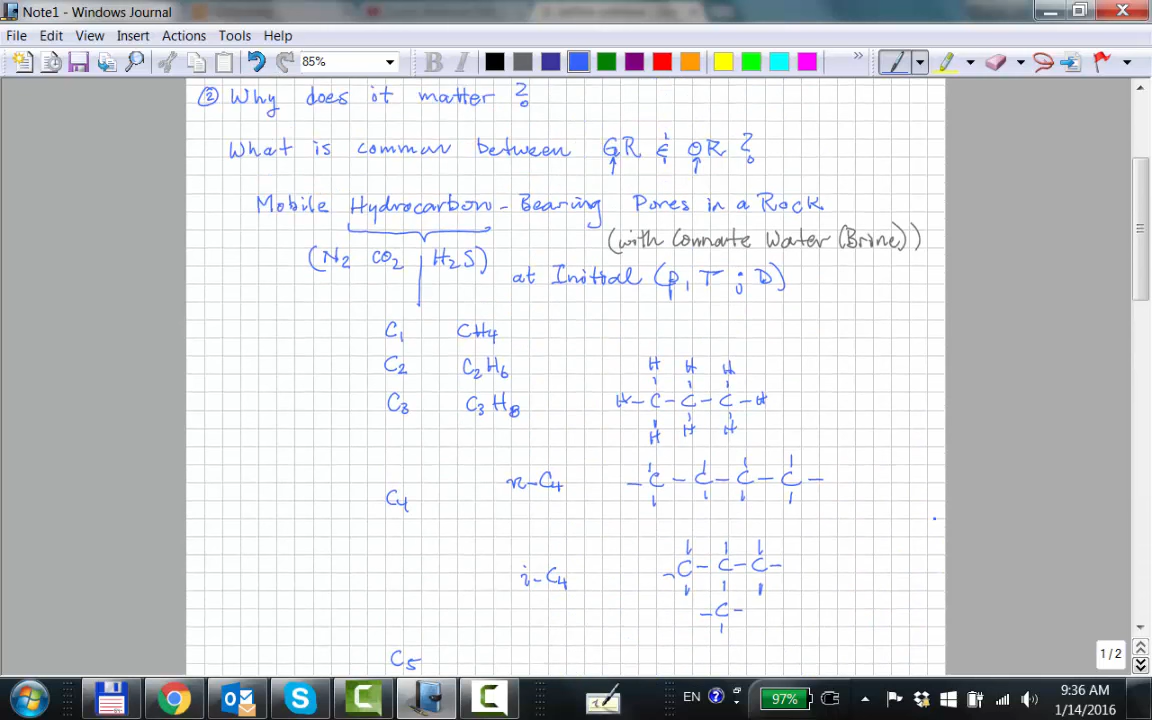 Note1 - Windows Journal
File Edit View Insert Actions Tools Help
85%
② Why does it matter ?
What is common between GR & OR ?
Mobile Hydrocarbon - Bearing Pores in a Rock
(with Connate Water (Brine))
(N2 CO2 H2S) at Initial (p, T ; D)
C1 CH4
C2 C2H6
H H H
C3 C3H8 H-C-C-C-H
H H H
n-C4 -C-C-C-C-
C4
i-C4 -C-C-C-
-C-
C5
1/2
EN 97% 9:36 AM
1/14/2016